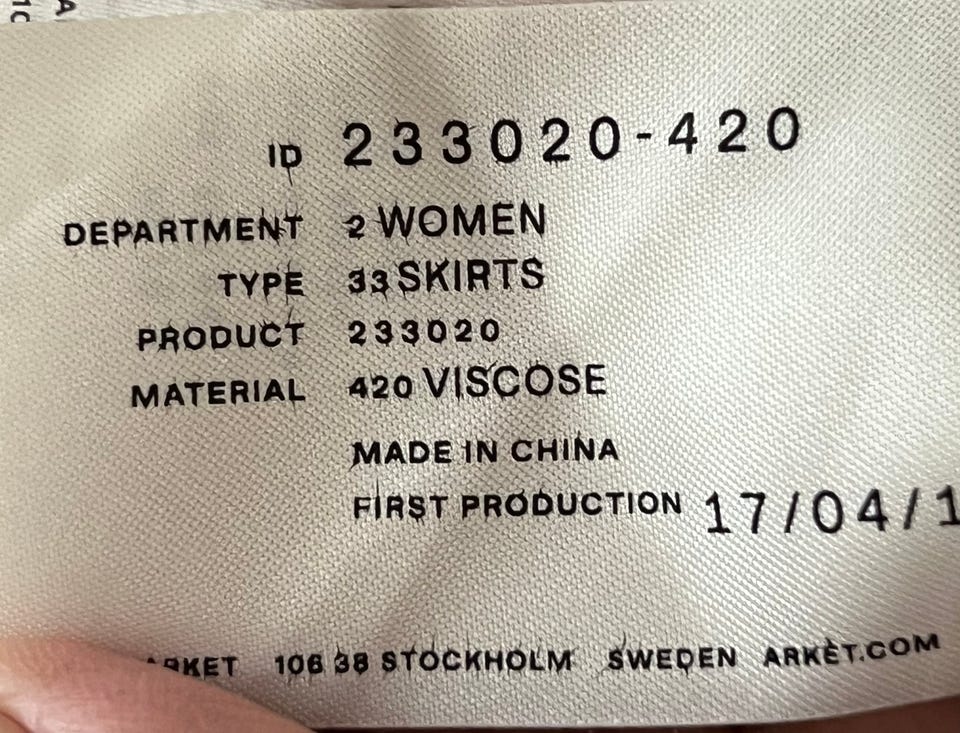 ID 233020-420
DEPARTMENT 2 WOMEN
TYPE 33 SKIRTS
PRODUCT 233020
MATERIAL 420 VISCOSE
MADE IN CHINA
FIRST PRODUCTION 17/04/1
ARKET 106 38 STOCKHOLM SWEDEN ARKET.COM